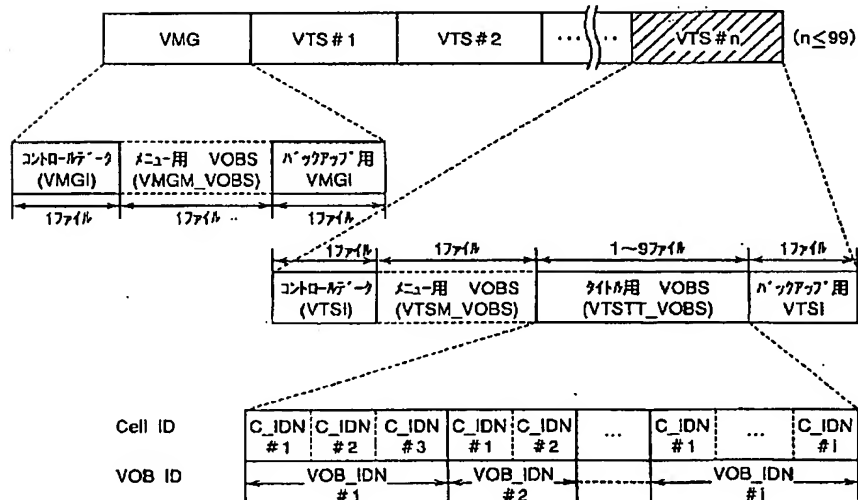 VMG VTS#1 VTS#2 ..... VTS#n (n≦99)
コントロールデータ メニュー用 VOBS バックアップ用
(VMGI) (VMGM_VOBS) VMGI
1ファイル 1ファイル 1ファイル
1ファイル 1ファイル 1～9ファイル 1ファイル
コントロールデータ メニュー用 VOBS タイトル用 VOBS バックアップ用
(VTSI) (VTSM_VOBS) (VTSTT_VOBS) VTSI
Cell ID C_IDN C_IDN C_IDN C_IDN C_IDN ... C_IDN ... C_IDN
#1 #2 #3 #1 #2 #1 #i
VOB ID VOB_IDN VOB_IDN VOB_IDN
#1 #2 #i